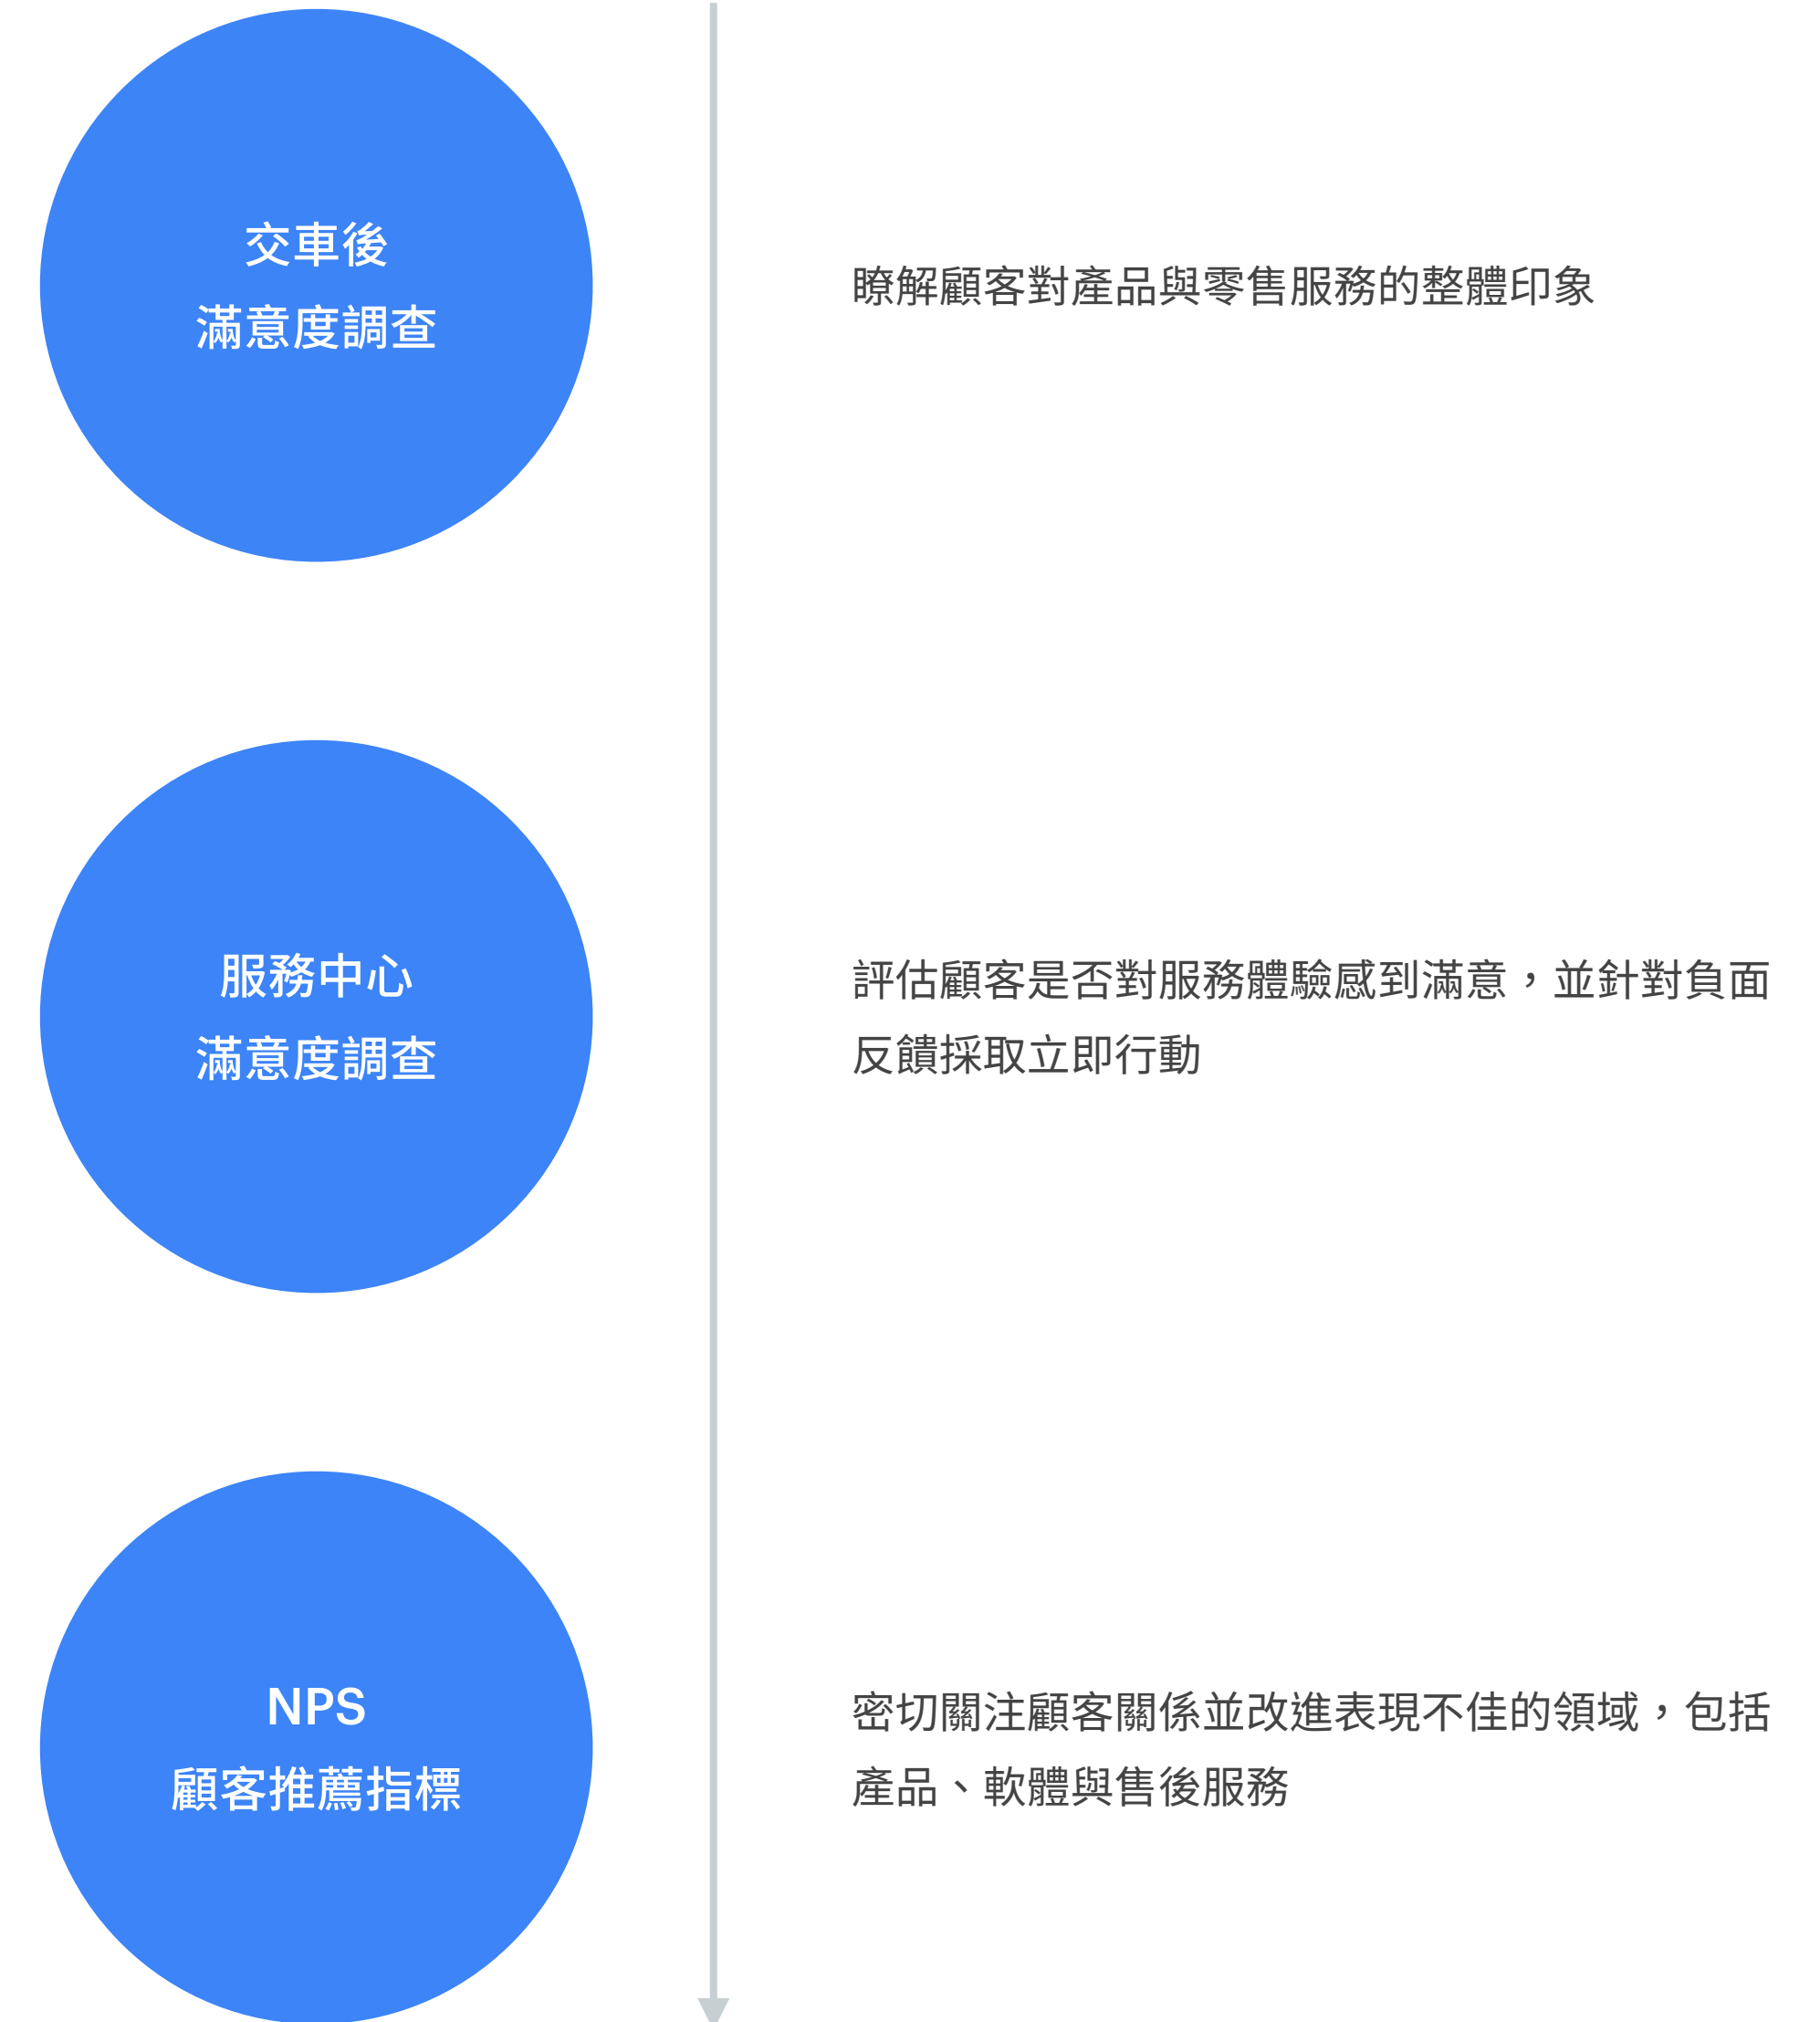 交車後
滿意度調查
瞭解顧客對產品與零售服務的整體印象
服務中心
滿意度調查
評估顧客是否對服務體驗感到滿意，並針對負面
反饋採取立即行動
NPS
顧客推薦指標
密切關注顧客關係並改進表現不佳的領域，包括
產品、軟體與售後服務